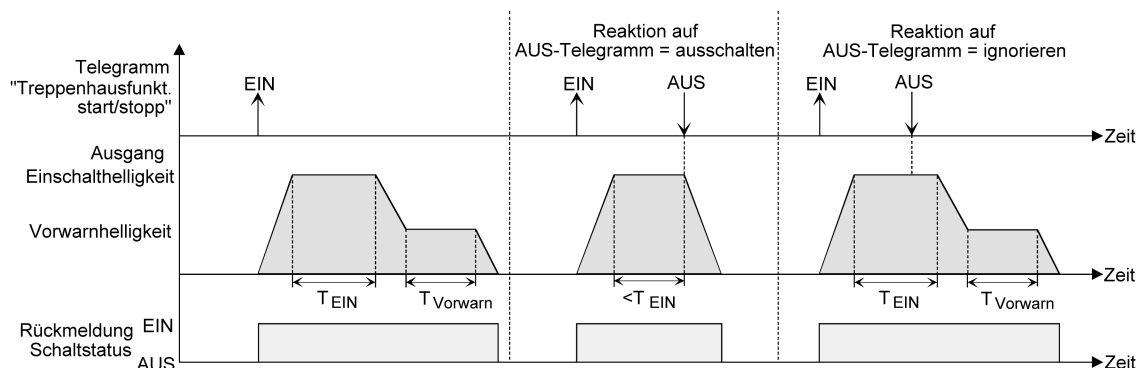 Reaktion auf
AUS-Telegramm = ausschalten
Reaktion auf
AUS-Telegramm = ignorieren
Telegramm
"Treppenhausfunkt.
start/stopp"
EIN
EIN
AUS
EIN
AUS
Zeit
Ausgang
Einschalthelligkeit
Vorwarnhelligkeit
Zeit
T EIN
T Vorwarn
<T EIN
T EIN
T Vorwarn
Rückmeldung
Schaltstatus
EIN
AUS
Zeit